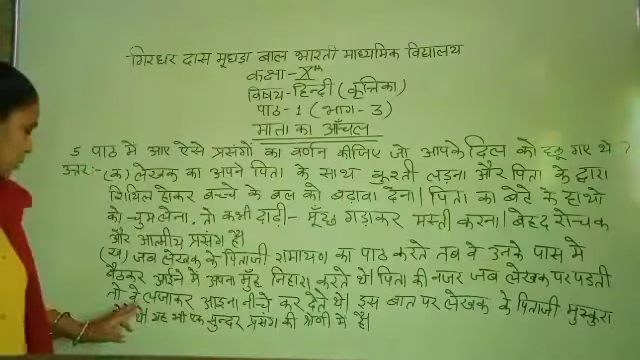 गिरधर दास मूंधड़ा बाल भारती माध्यमिक विद्यालय
कक्षा-Xth
विषय-हिन्दी (कृतिका)
पाठ-1 (भाग-3)
माता का आँचल
5 पाठ में आए ऐसे प्रसंगों का वर्णन कीजिए जो आपके दिल को छू गए थे ?
उत्तर:- (क) लेखक का अपने पिता के साथ कुश्ती लड़ना और पिता के द्वारा
शिथिल होकर बच्चे के बल को बढ़ावा देना। पिता का बेटे के हाथो
को चुम लेना, तो कभी दाढ़ी-मूँछ गड़ाकर मस्ती करना। बेहद रोचक
और आत्मीय प्रसंग है।
(ख) जब लेखक के पिताजी रामायण का पाठ करते तब वे उनके पास में
बैठकर आईने में अपना मुँह निहारा करते थे। पिता की नजर जब लेखक पर पड़ती
तो वे लजाकर आइना नीचे कर देते थे। इस बात पर लेखक के पिताजी मुस्कुरा
थे। यह भी एक सुन्दर प्रसंग की श्रेणी में है।